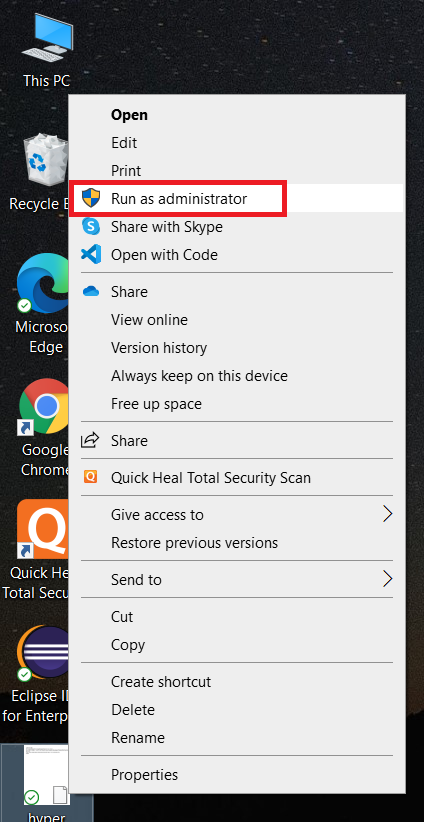 This PC
Recycle B
Microso
Edge
Google
Chrome
Quick He
Total Secu
Eclipse I
for Enterp
hyper
Open
Edit
Print
Run as administrator
Share with Skype
Open with Code
Share
View online
Version history
Always keep on this device
Free up space
Share
Quick Heal Total Security Scan
Give access to
Restore previous versions
Send to
Cut
Copy
Create shortcut
Delete
Rename
Properties